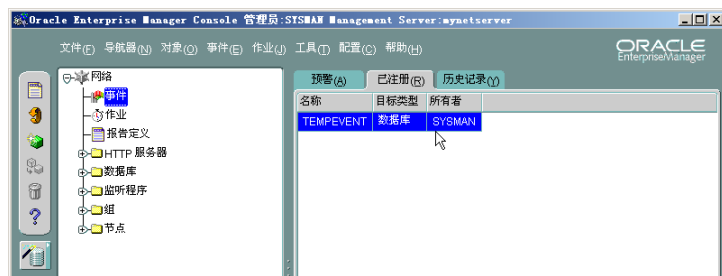 Oracle Enterprise Manager Console 管理员:SYSMAN Management Server:mynetserver
文件(F) 导航器(N) 对象(O) 事件(E) 作业(J) 工具(T) 配置(C) 帮助(H)
ORACLE
EnterpriseManager
网络
事件
作业
报告定义
HTTP 服务器
数据库
监听程序
组
节点
预警(A) 已注册(R) 历史记录(Y)
名称 目标类型 所有者
TEMPEVENT 数据库 SYSMAN